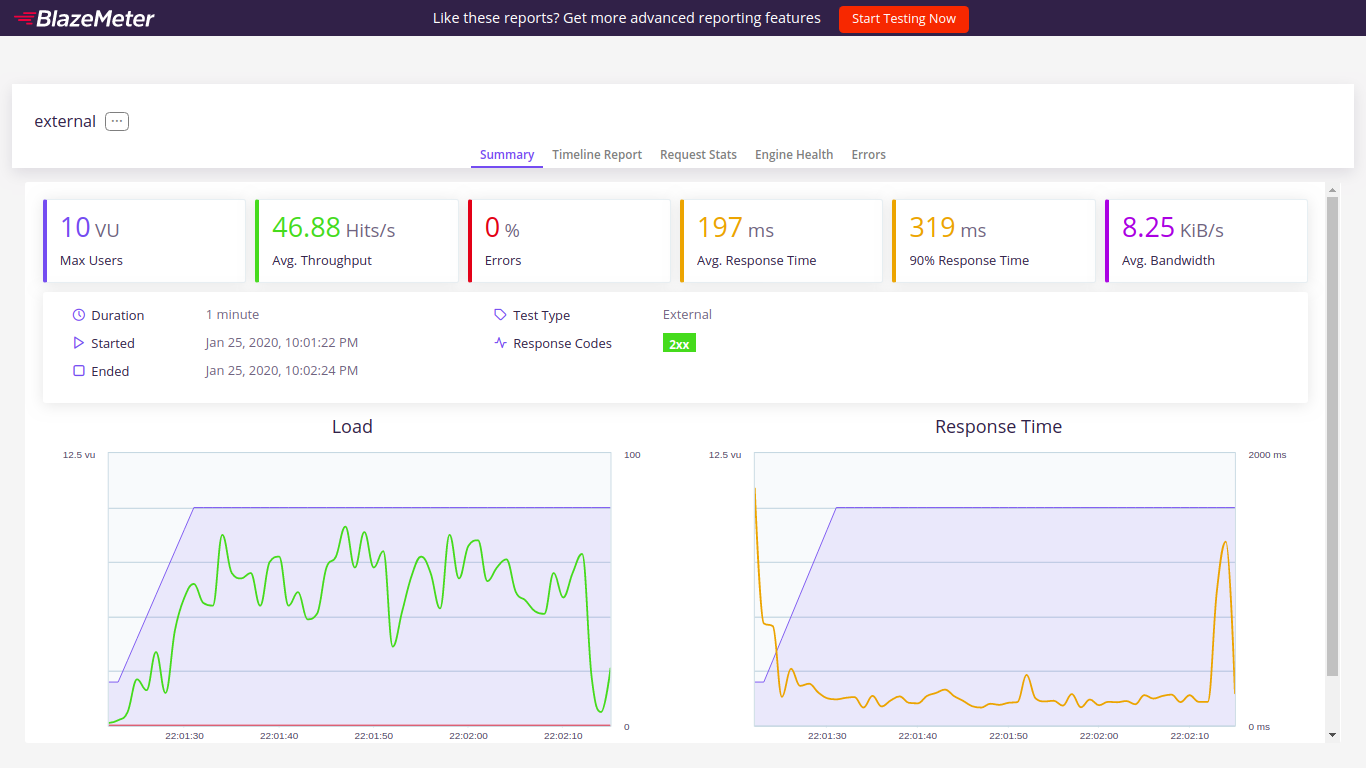 BlazeMeter
Like these reports? Get more advanced reporting features
Start Testing Now
external
...
Summary Timeline Report Request Stats Engine Health Errors
10 VU
Max Users
46.88 Hits/s
Avg. Throughput
0 %
Errors
197 ms
Avg. Response Time
319 ms
90% Response Time
8.25 KiB/s
Avg. Bandwidth
Duration 1 minute
Started Jan 25, 2020, 10:01:22 PM
Ended Jan 25, 2020, 10:02:24 PM
Test Type External
Response Codes 2xx
Load
12.5 vu 100
0
22:01:30 22:01:40 22:01:50 22:02:00 22:02:10
Response Time
12.5 vu 2000 ms
0 ms
22:01:30 22:01:40 22:01:50 22:02:00 22:02:10